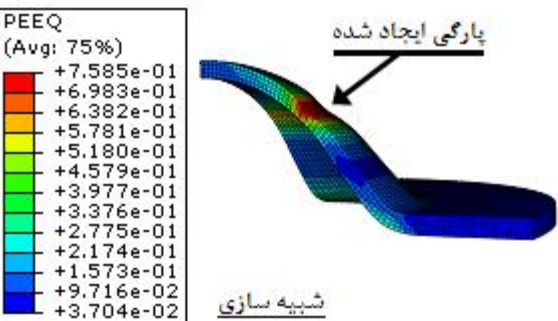 PEEQ
(Avg: 75%)
+7.585e-01
+6.983e-01
+6.382e-01
+5.781e-01
+5.180e-01
+4.579e-01
+3.977e-01
+3.376e-01
+2.775e-01
+2.174e-01
+1.573e-01
+9.716e-02
+3.704e-02
پارگی ایجاد شده
شبیه سازی